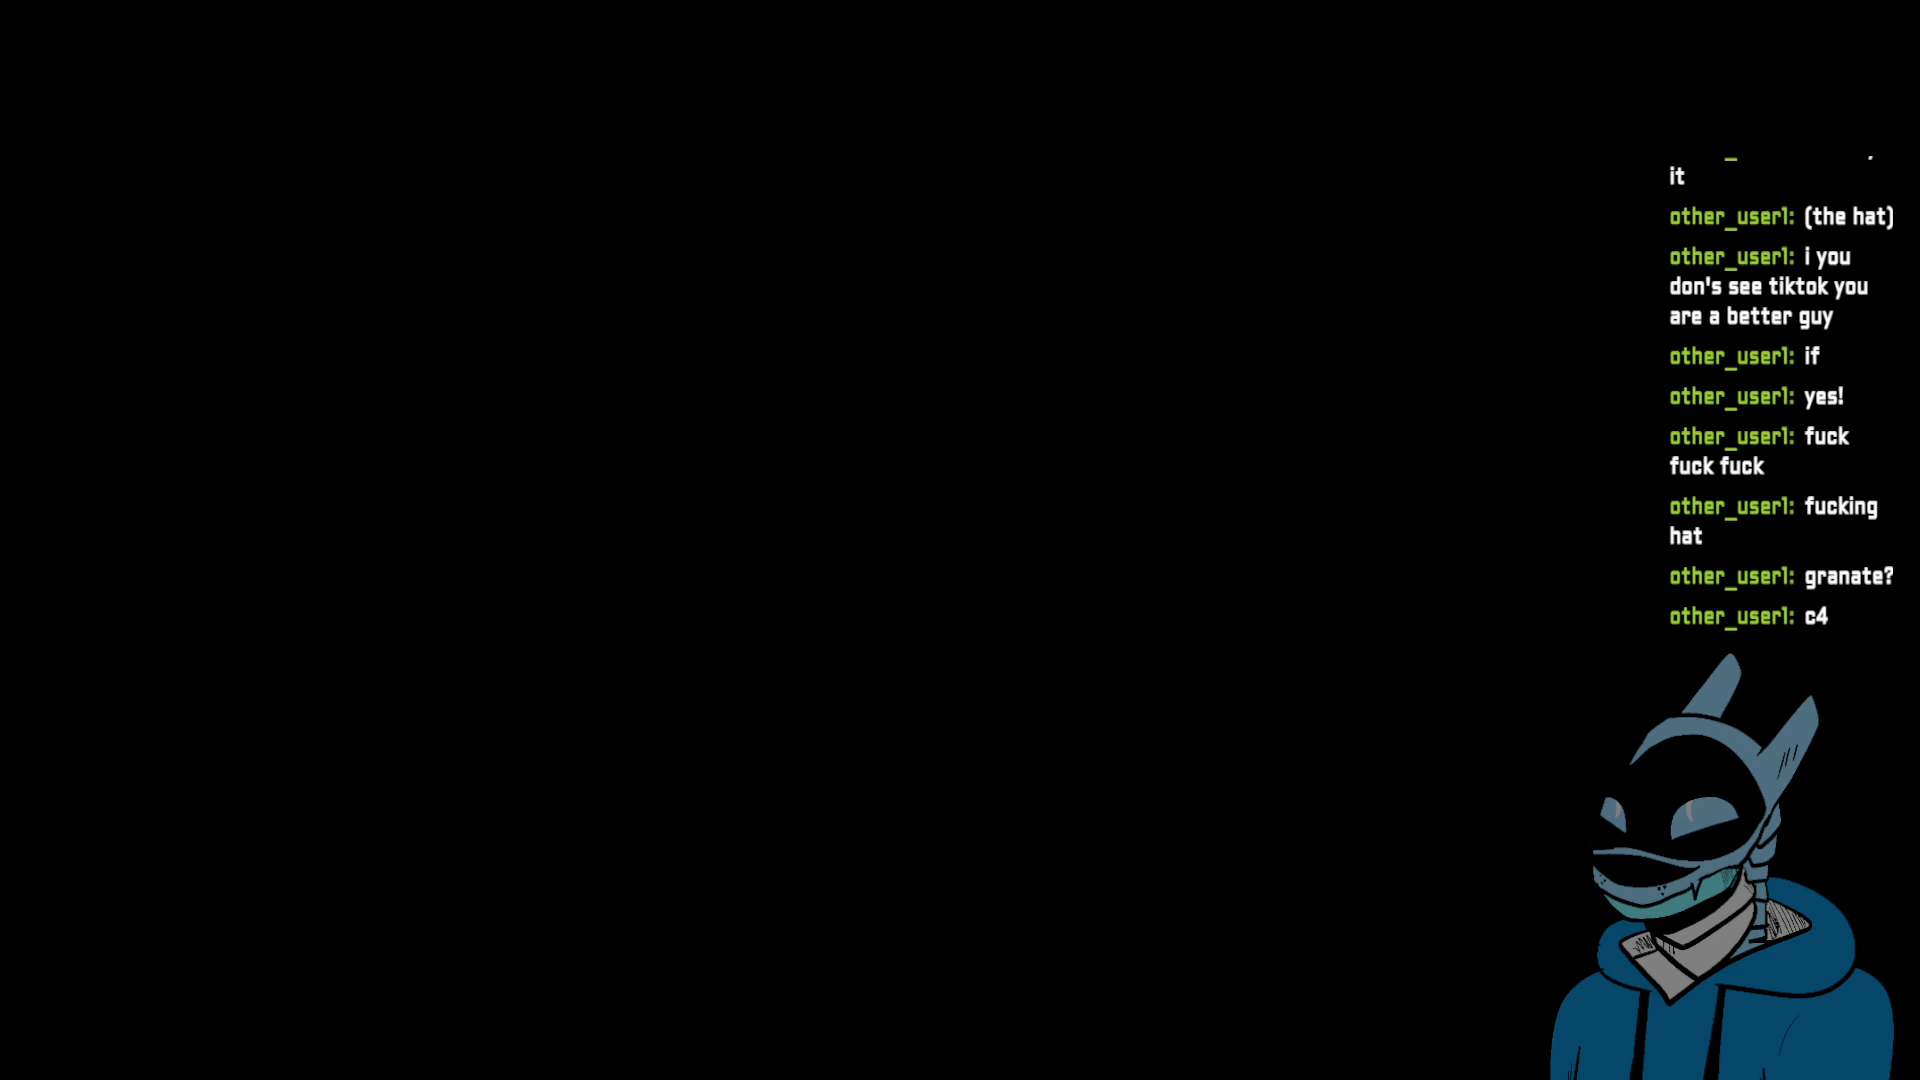 it
other_user1: (the hat)
other_user1: i you
don's see tiktok you
are a better guy
other_user1: if
other_user1: yes!
other_user1: fuck
fuck fuck
other_user1: fucking
hat
other_user1: granate?
other_user1: c4